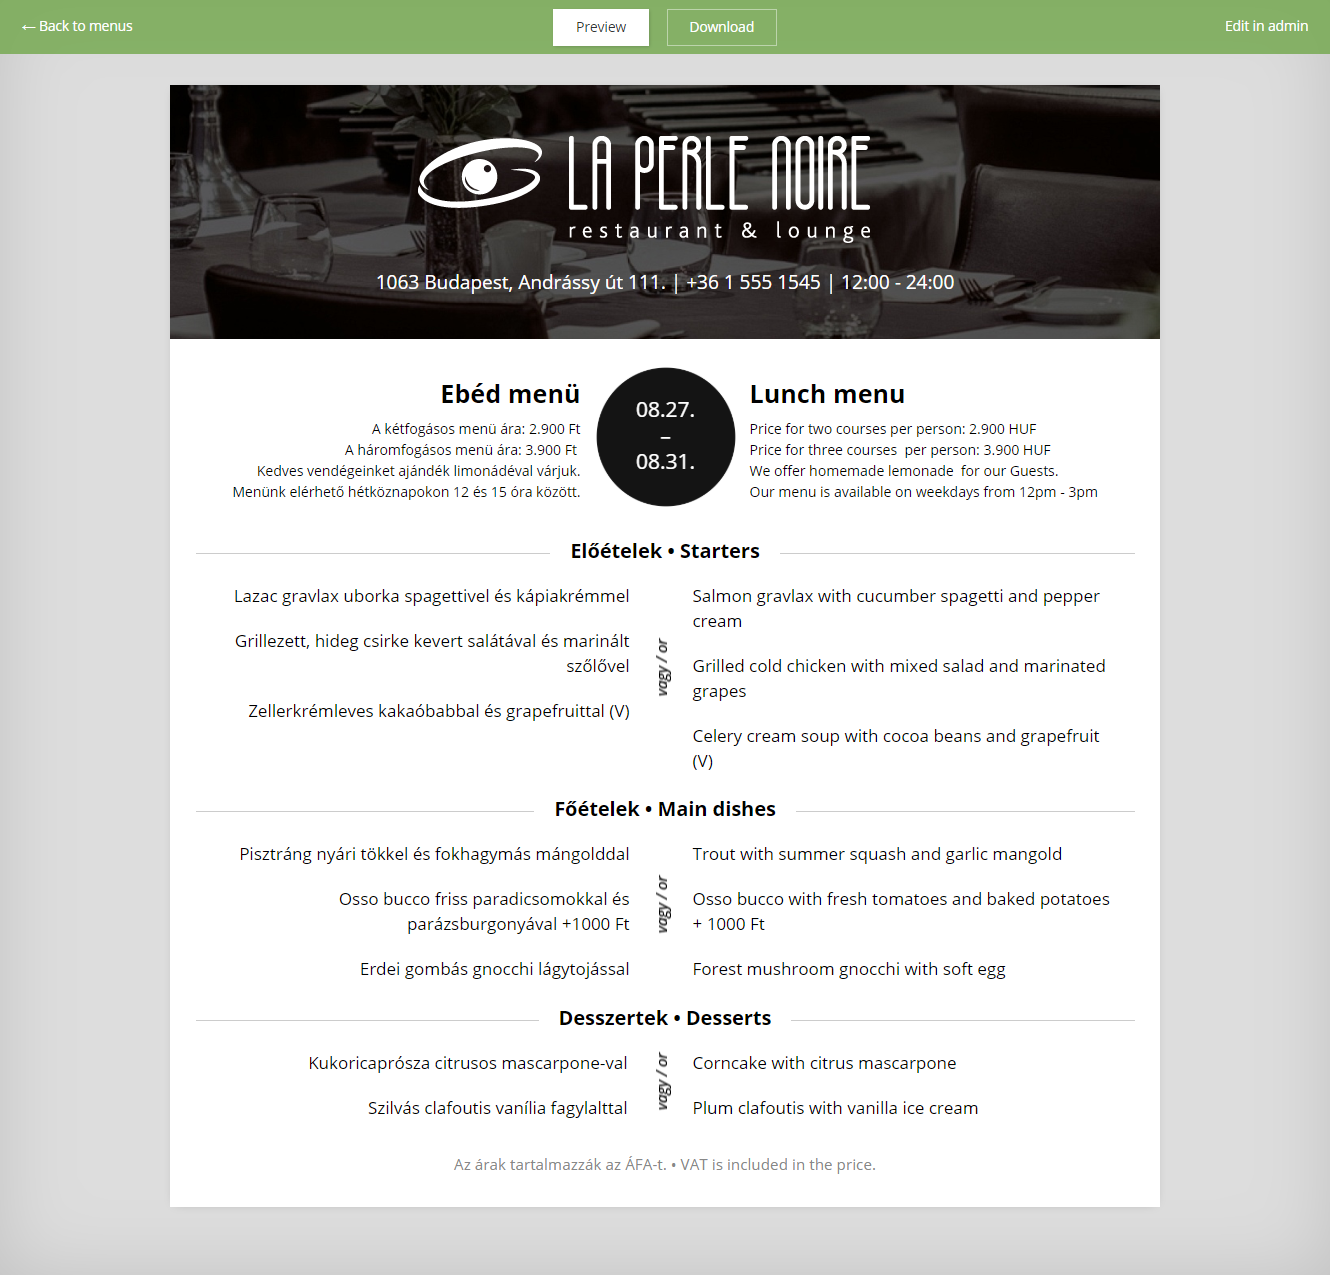 ← Back to menus
Preview
Download
Edit in admin
LA PERLE NOIRE
restaurant & lounge
1063 Budapest, Andrássy út 111. | +36 1 555 1545 | 12:00 - 24:00
Ebéd menü
A kétfogásos menü ára: 2.900 Ft
A háromfogásos menü ára: 3.900 Ft
Kedves vendégeinket ajándék limonádéval várjuk.
Menünk elérhető hétköznapokon 12 és 15 óra között.
08.27.
–
08.31.
Lunch menu
Price for two courses per person: 2.900 HUF
Price for three courses  per person: 3.900 HUF
We offer homemade lemonade  for our Guests.
Our menu is available on weekdays from 12pm - 3pm
Előételek • Starters
Lazac gravlax uborka spagettivel és kápiakrémmel
Grillezett, hideg csirke kevert salátával és marinált
szőlővel
Zellerkrémleves kakaóbabbal és grapefruittal (V)
vagy / or
Salmon gravlax with cucumber spagetti and pepper
cream
Grilled cold chicken with mixed salad and marinated
grapes
Celery cream soup with cocoa beans and grapefruit
(V)
Főételek • Main dishes
Pisztráng nyári tökkel és fokhagymás mángolddal
Osso bucco friss paradicsomokkal és
parázsburgonyával +1000 Ft
Erdei gombás gnocchi lágytojással
vagy / or
Trout with summer squash and garlic mangold
Osso bucco with fresh tomatoes and baked potatoes
+ 1000 Ft
Forest mushroom gnocchi with soft egg
Desszertek • Desserts
Kukoricaprósza citrusos mascarpone-val
Szilvás clafoutis vanília fagylalttal
vagy / or
Corncake with citrus mascarpone
Plum clafoutis with vanilla ice cream
Az árak tartalmazzák az ÁFA-t. • VAT is included in the price.